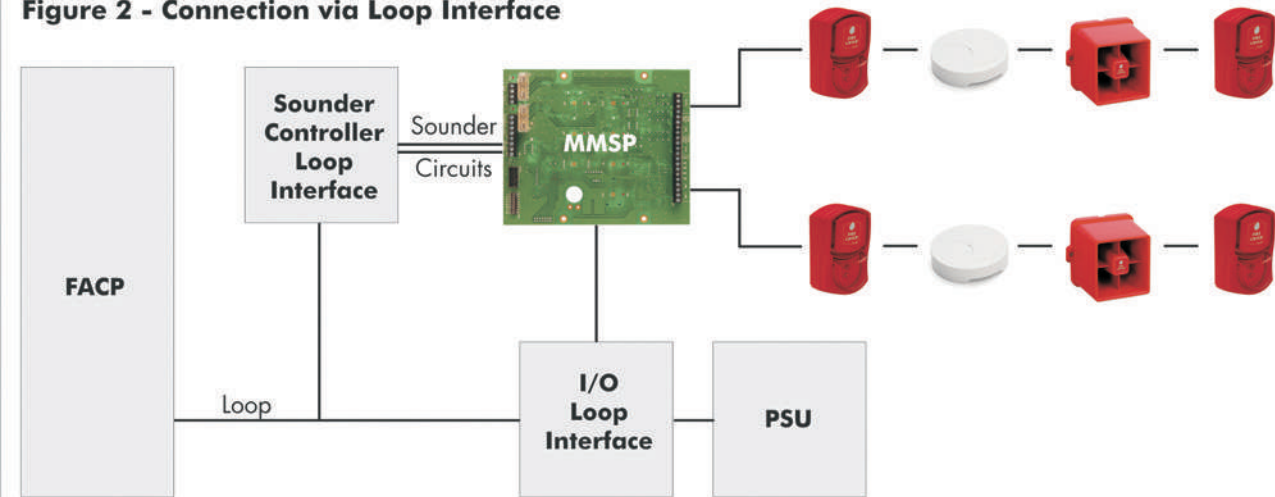 Figure 2 - Connection via Loop Interface
Sounder
Controller
Loop
Interface
Sounder
Circuits
MMSP
FACP
Loop
I/O
Loop
Interface
PSU